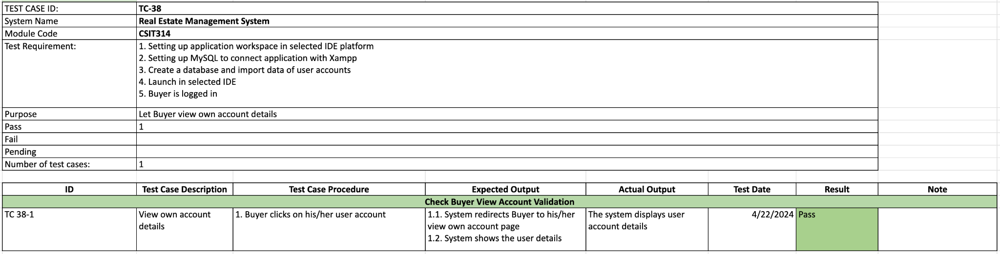 TEST CASE ID: TC-38
System Name Real Estate Management System
Module Code CSIT314
Test Requirement: 1. Setting up application workspace in selected IDE platform
2. Setting up MySQL to connect application with Xampp
3. Create a database and import data of user accounts
4. Launch in selected IDE
5. Buyer is logged in
Purpose Let Buyer view own account details
Pass 1
Fail
Pending
Number of test cases: 1
ID Test Case Description Test Case Procedure Expected Output Actual Output Test Date Result Note
Check Buyer View Account Validation
TC 38-1 View own account 1. Buyer clicks on his/her user account 1.1. System redirects Buyer to his/her The system displays user 4/22/2024 Pass
details view own account page account details
1.2. System shows the user details